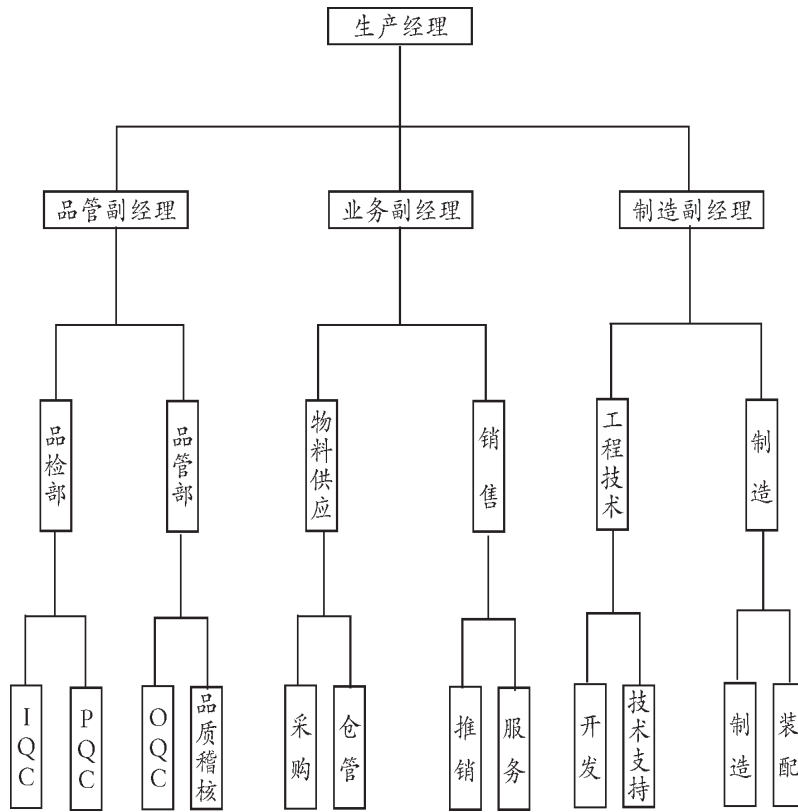 生产经理
品管副经理
业务副经理
制造副经理
品检部
品管部
物料供应
销售
工程技术
制造
IQC
PQC
OQC
品质稽核
采购
仓管
推销
服务
开发
技术支持
制造
装配